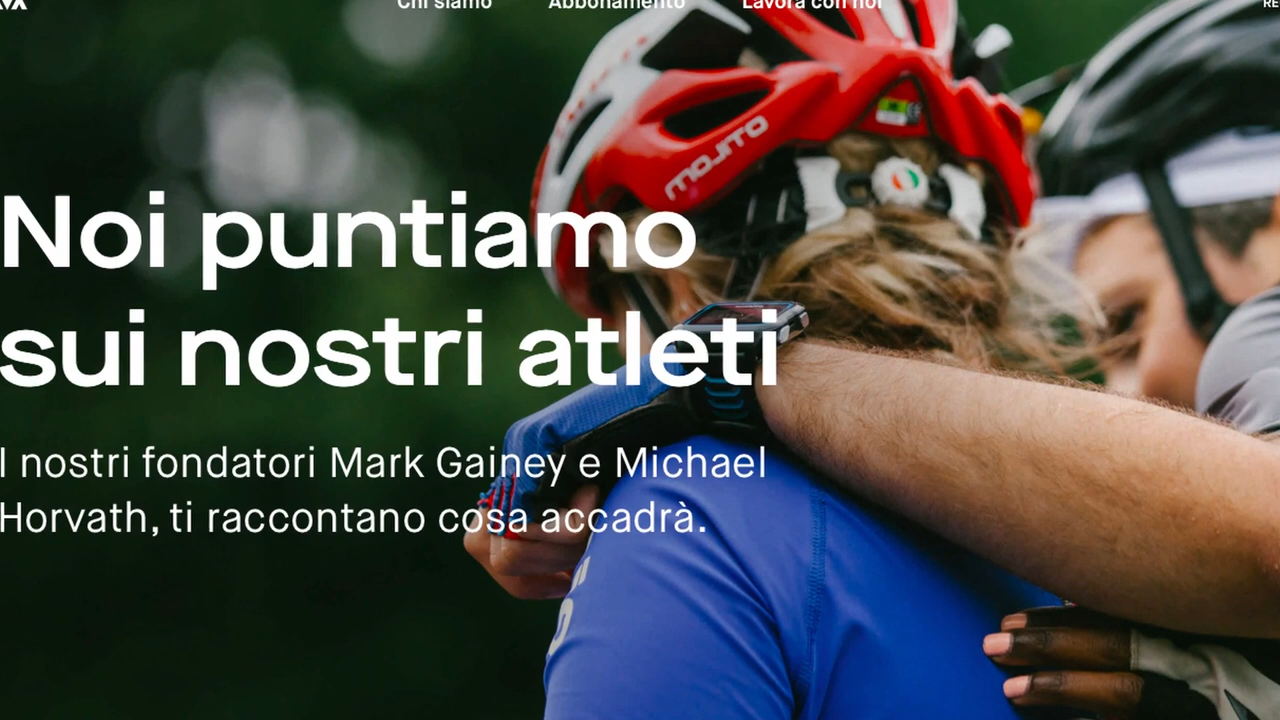 Chi siamo Abbonamento Lavora con noi
MOJITO
Noi puntiamo
sui nostri atleti
I nostri fondatori Mark Gainey e Michael
Horvath, ti raccontano cosa accadrà.